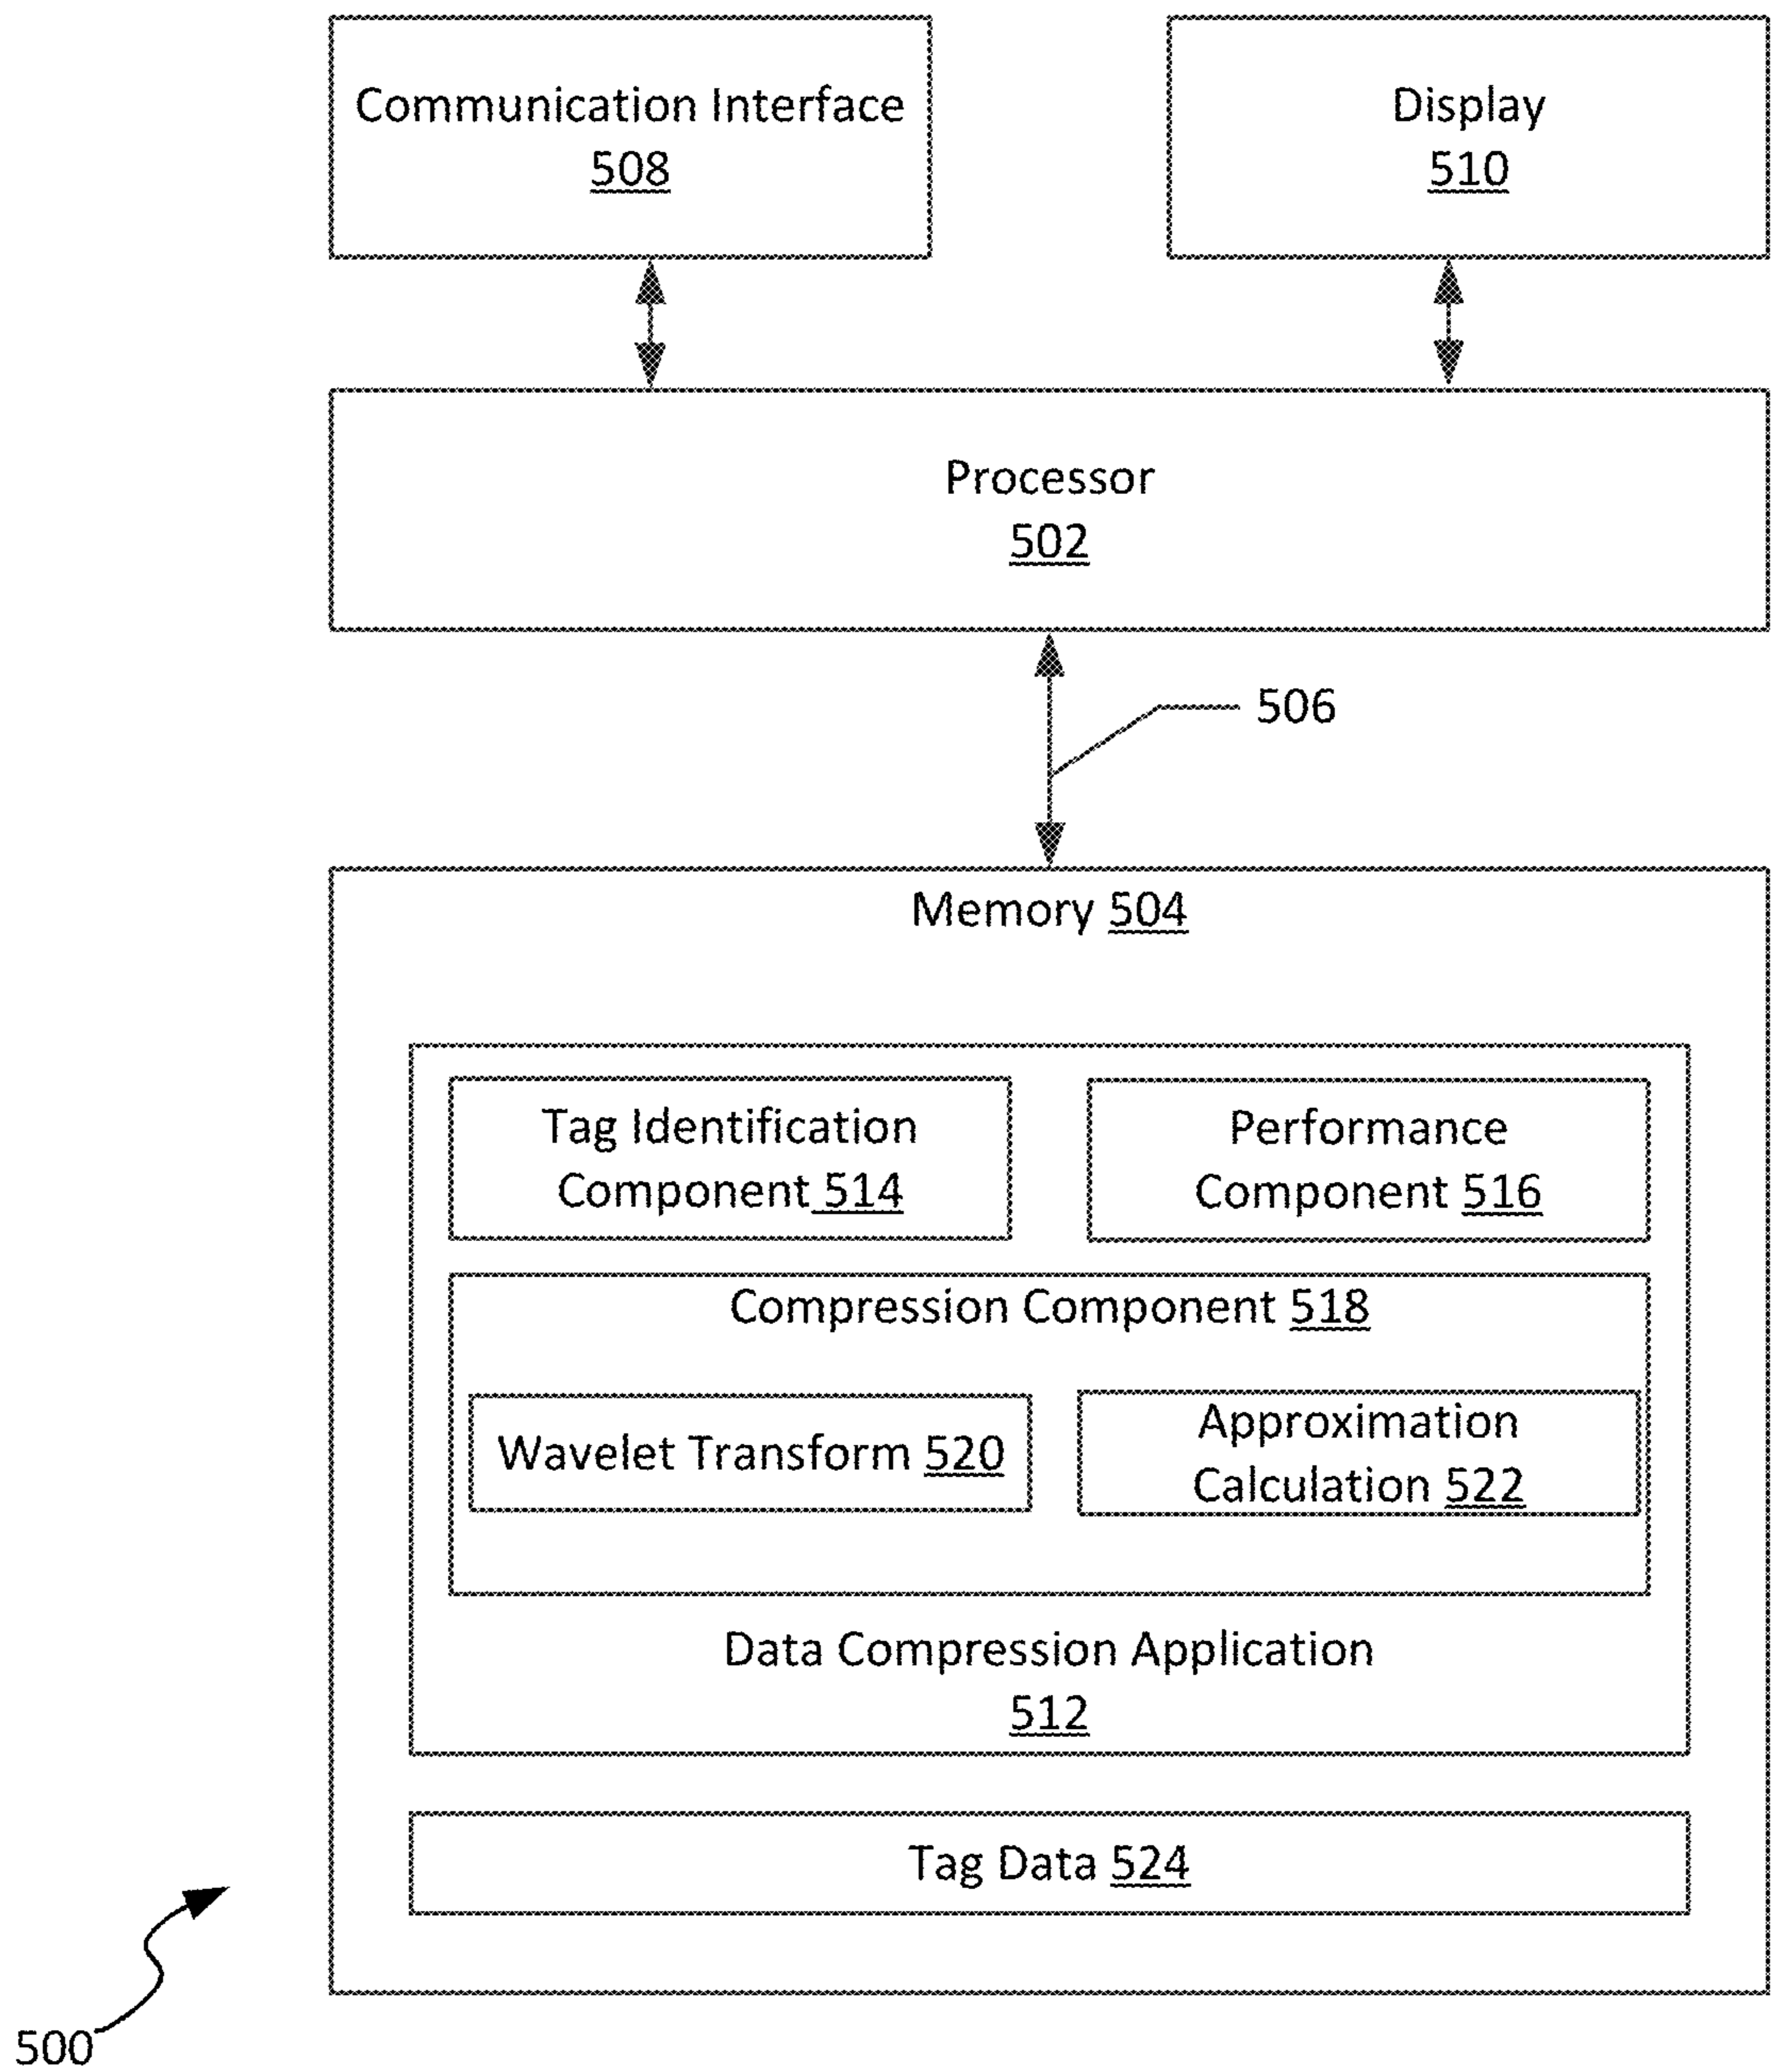 Communication Interface
508
Display
510
Processor
502
506
Memory 504
Tag Identification
Component 514
Performance
Component 516
Compression Component 518
Wavelet Transform 520
Approximation
Calculation 522
Data Compression Application
512
Tag Data 524
500